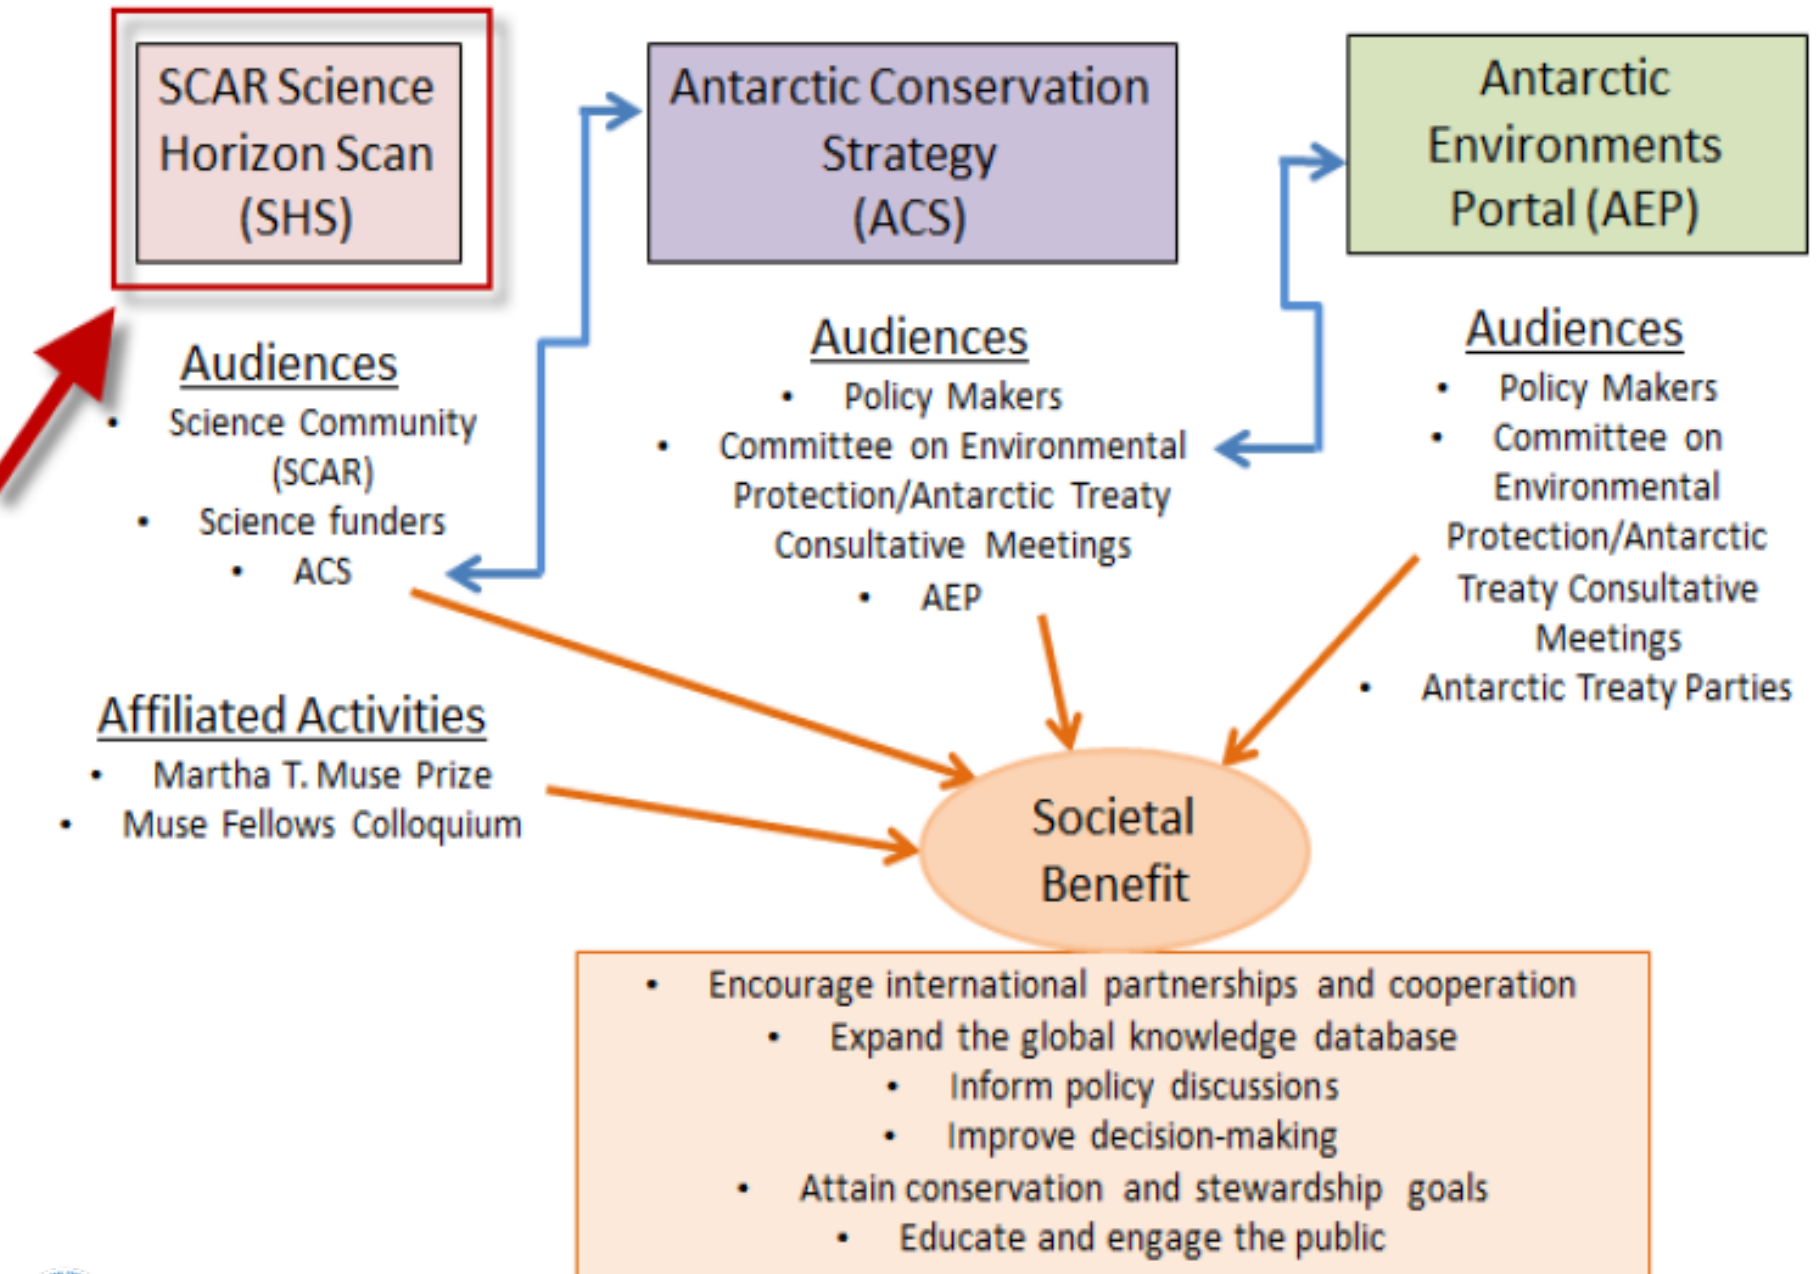 SCAR Science
Horizon Scan
(SHS)
Audiences
• Science Community
(SCAR)
• Science funders
• ACS
Affiliated Activities
• Martha T. Muse Prize
• Muse Fellows Colloquium
Antarctic Conservation
Strategy
(ACS)
Audiences
• Policy Makers
• Committee on Environmental
Protection/Antarctic Treaty
Consultative Meetings
• AEP
Antarctic
Environments
Portal (AEP)
Audiences
• Policy Makers
• Committee on
Environmental
Protection/Antarctic
Treaty Consultative
Meetings
• Antarctic Treaty Parties
Societal
Benefit
• Encourage international partnerships and cooperation
• Expand the global knowledge database
• Inform policy discussions
• Improve decision-making
• Attain conservation and stewardship goals
• Educate and engage the public